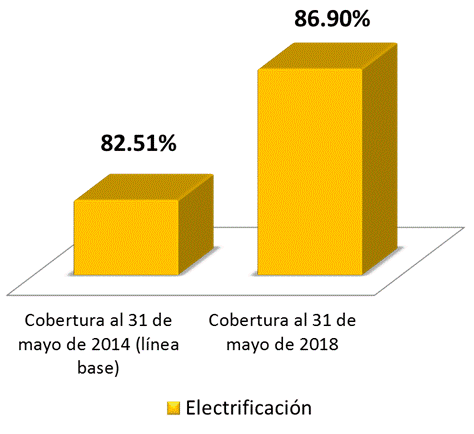 86.90%
82.51%
Cobertura al 31 de
mayo de 2014 (línea
base)
Cobertura al 31 de
mayo de 2018
Electrificación